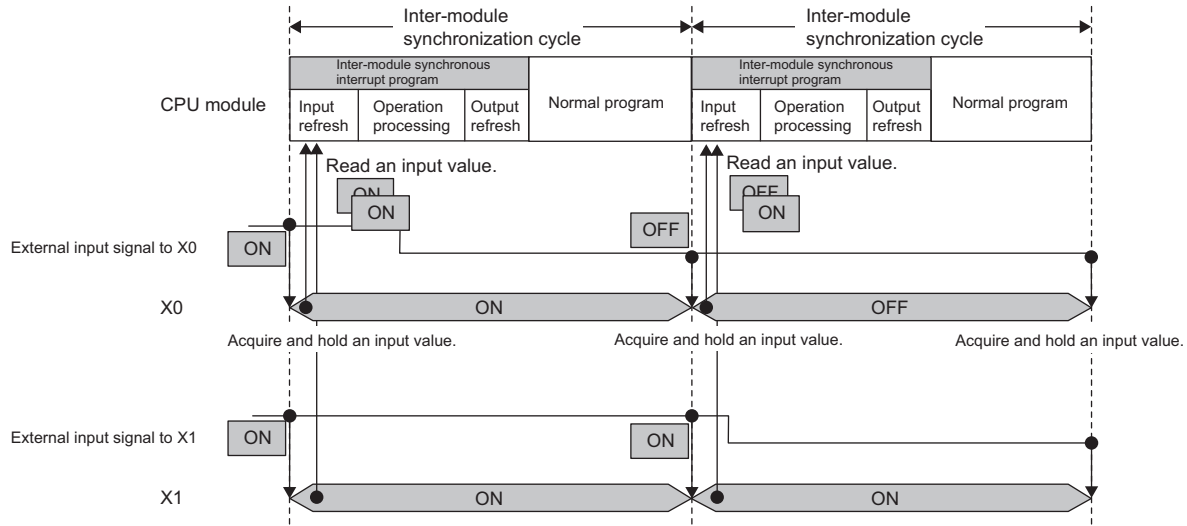 Inter-module
synchronization cycle
Inter-module
synchronization cycle
CPU module
Inter-module synchronous
interrupt program
Input
refresh
Operation
processing
Output
refresh
Normal program
Inter-module synchronous
interrupt program
Input
refresh
Operation
processing
Output
refresh
Normal program
Read an input value.
Read an input value.
ON
ON
OFF
ON
External input signal to X0
ON
OFF
X0
ON
OFF
Acquire and hold an input value.
Acquire and hold an input value.
Acquire and hold an input value.
External input signal to X1
ON
ON
X1
ON
ON